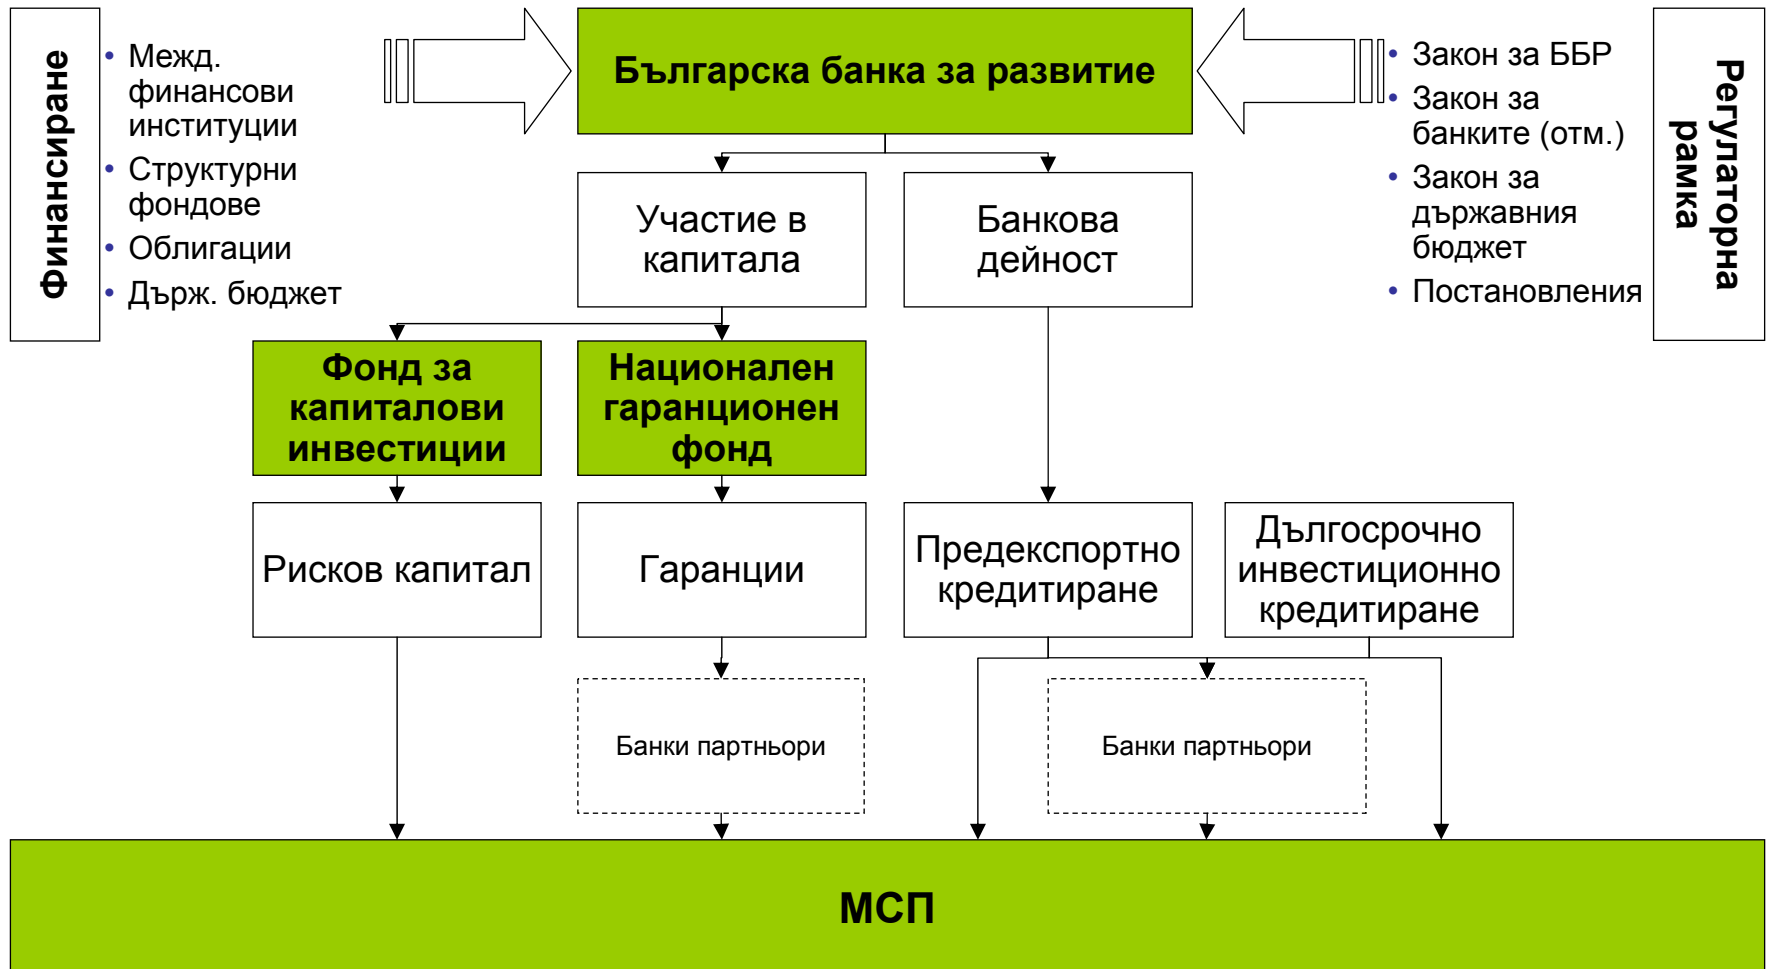 Финансиране
• Межд.
финансови
институции
• Структурни
фондове
• Облигации
• Държ. бюджет
Българска банка за развитие
• Закон за ББР
• Закон за
банките (отм.)
• Закон за
държавния
бюджет
• Постановления
Регулаторна
рамка
Участие в
капитала
Банкова
дейност
Фонд за
капиталови
инвестиции
Национален
гаранционен
фонд
Рисков капитал
Гаранции
Предекспортно
кредитиране
Дългосрочно
инвестиционно
кредитиране
Банки партньори
Банки партньори
МСП